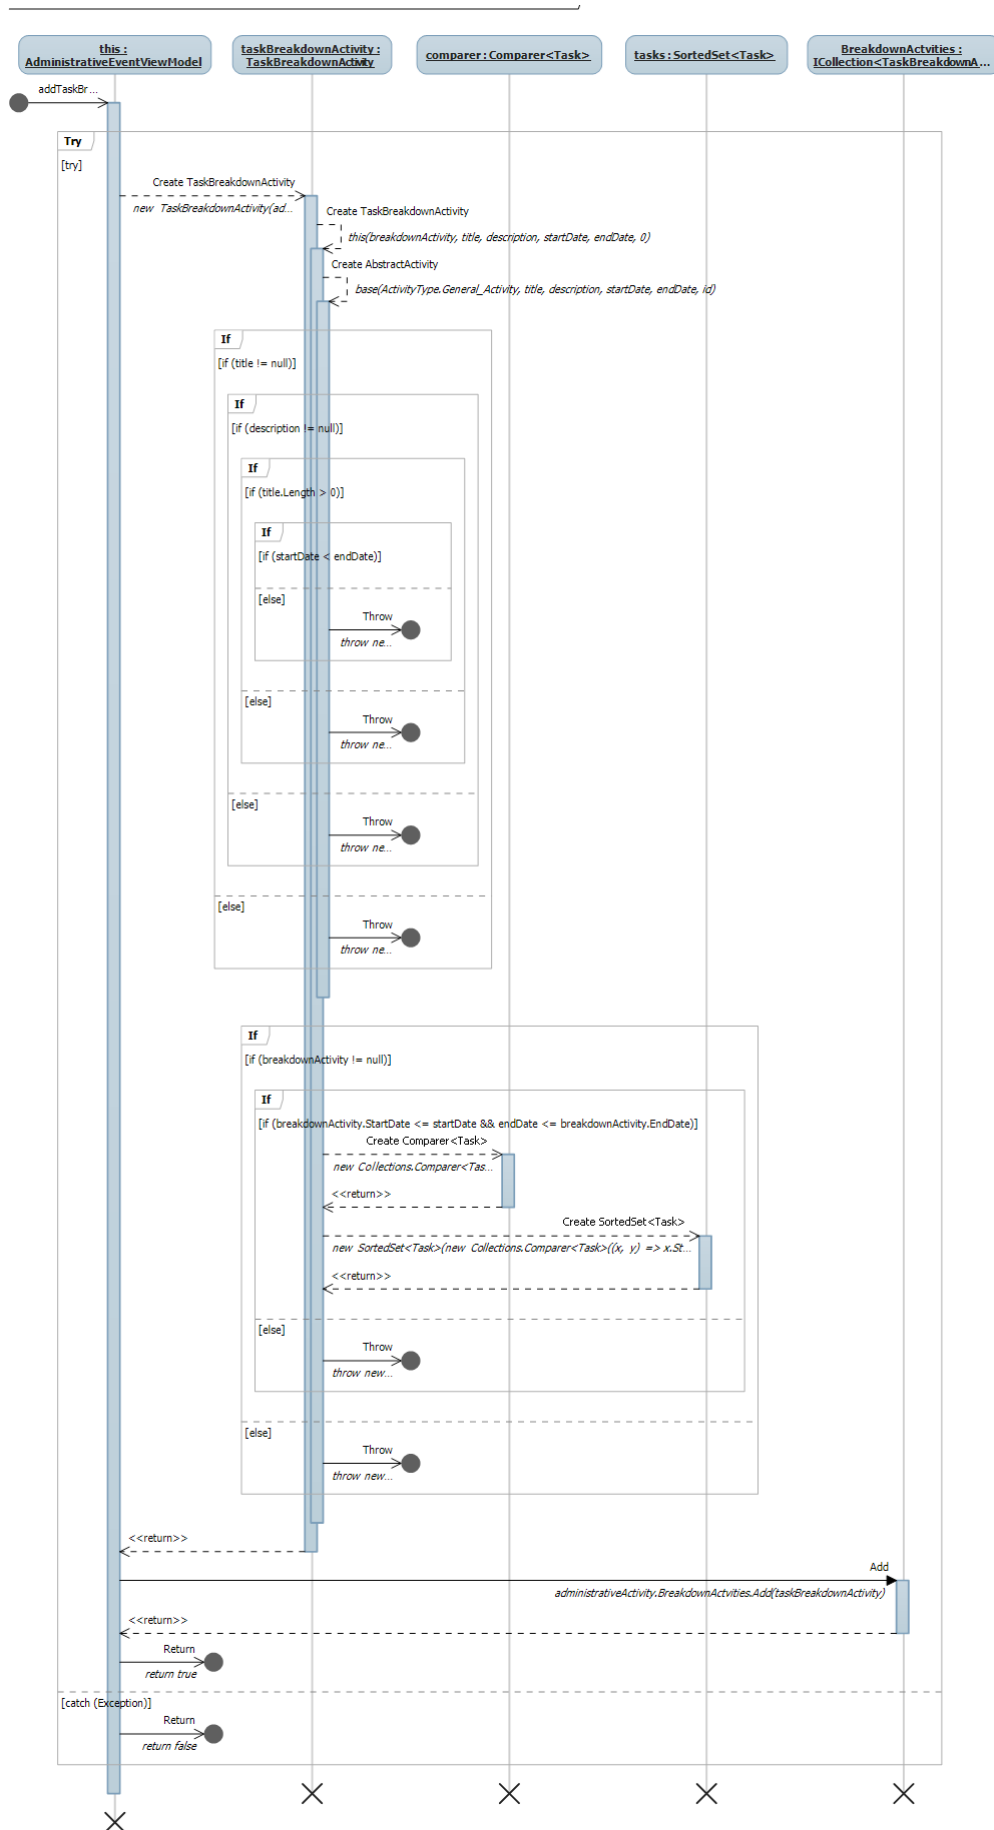 this :
AdministrativeEventViewModel
taskBreakdownActivity :
TaskBreakdownActivity
comparer : Comparer<Task>
tasks : SortedSet<Task>
BreakdownActvities :
ICollection<TaskBreakdownA...
addTaskBr...
Try
[try]
Create TaskBreakdownActivity
new TaskBreakdownActivity(ad...
Create TaskBreakdownActivity
this(breakdownActivity, title, description, startDate, endDate, 0)
Create AbstractActivity
base(ActivityType.General_Activity, title, description, startDate, endDate, id)
If
[if (title != null)]
If
[if (description != null)]
If
[if (title.Length > 0)]
If
[if (startDate < endDate)]
[else]
Throw
throw ne...
[else]
Throw
throw ne...
[else]
Throw
throw ne...
[else]
Throw
throw ne...
If
[if (breakdownActivity != null)]
If
[if (breakdownActivity.StartDate <= startDate && endDate <= breakdownActivity.EndDate)]
Create Comparer<Task>
new Collections.Comparer<Tas...
<<return>>
Create SortedSet<Task>
new SortedSet<Task>(new Collections.Comparer<Task>((x, y) => x.St...
<<return>>
[else]
Throw
throw new...
[else]
Throw
throw new...
<<return>>
Add
administrativeActivity.BreakdownActvities.Add(taskBreakdownActivity)
<<return>>
Return
return true
[catch (Exception)]
Return
return false